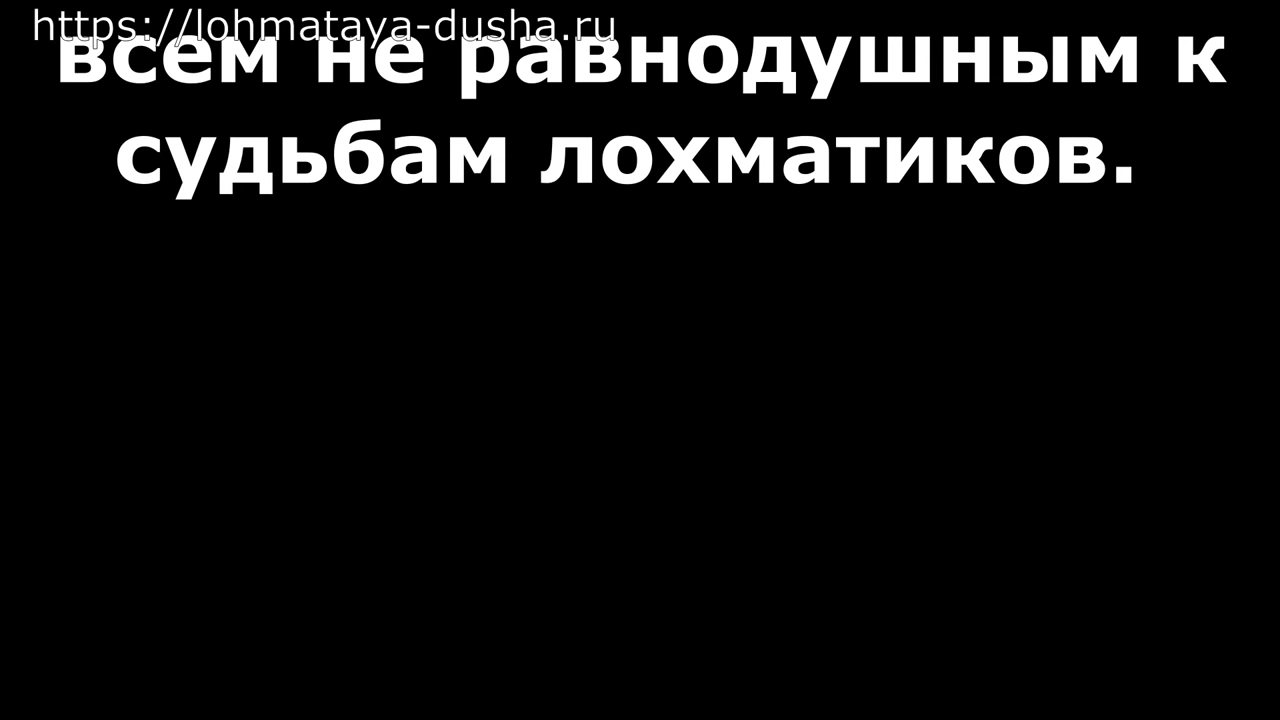 https://lohmataya-dusha.ru
всем не равнодушным к
судьбам лохматиков.